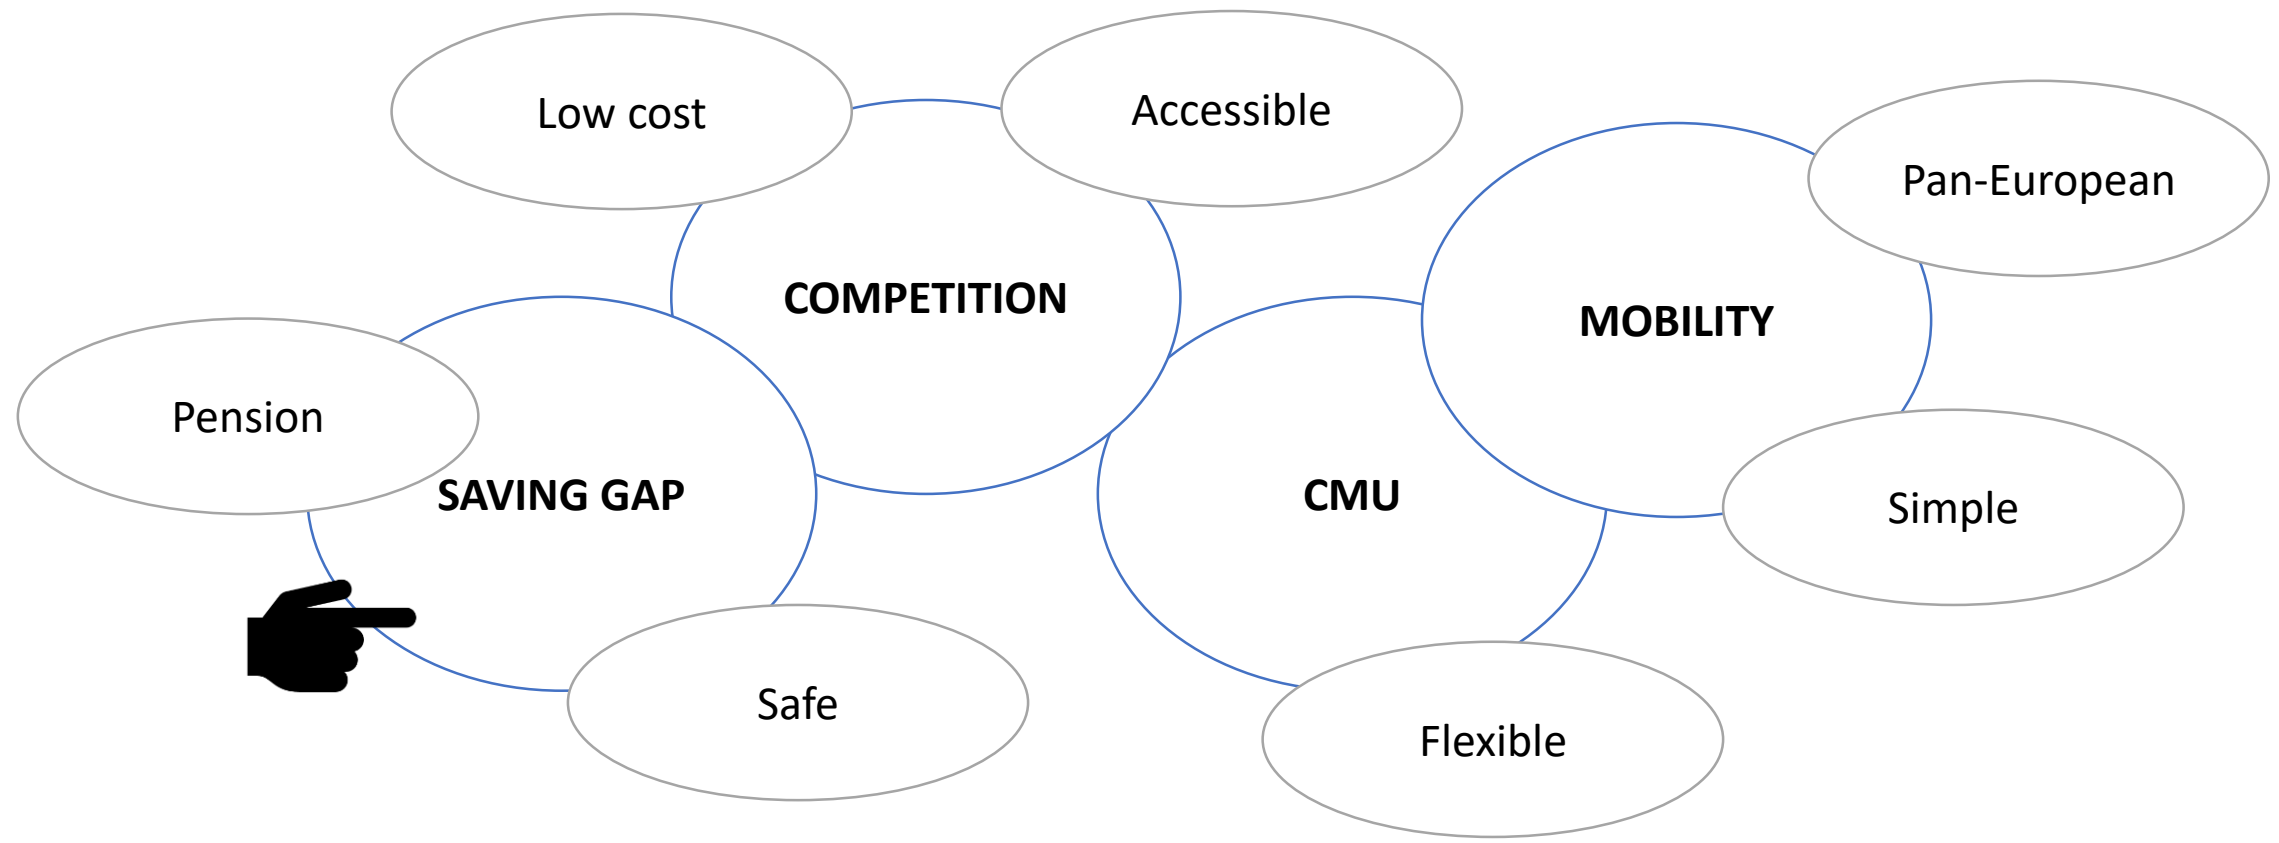 Low cost
Accessible
Pan-European
COMPETITION
MOBILITY
Pension
SAVING GAP
CMU
Simple
Safe
Flexible